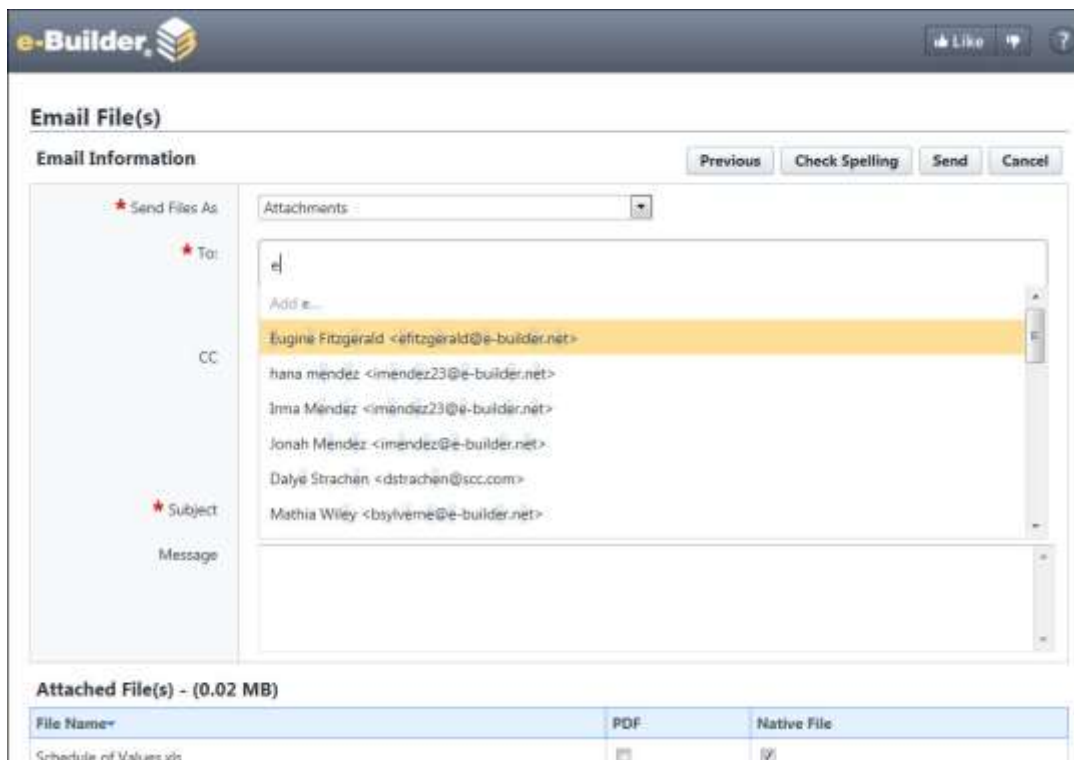 e-Builder
Like ?
Email File(s)
Email Information Previous Check Spelling Send Cancel
* Send Files As Attachments
* To: e
Add e...
Eugine Fitzgerald <efitzgerald@e-builder.net>
CC
hana mendez <imendez23@e-builder.net>
Irma Mendez <imendez23@e-builder.net>
Jonah Mendez <imendez@e-builder.net>
Dalye Strachen <dstrachen@scc.com>
* Subject
Mathia Wiley <bsylverne@e-builder.net>
Message
Attached File(s) - (0.02 MB)
File Name PDF Native File
Schedule of Values.xls